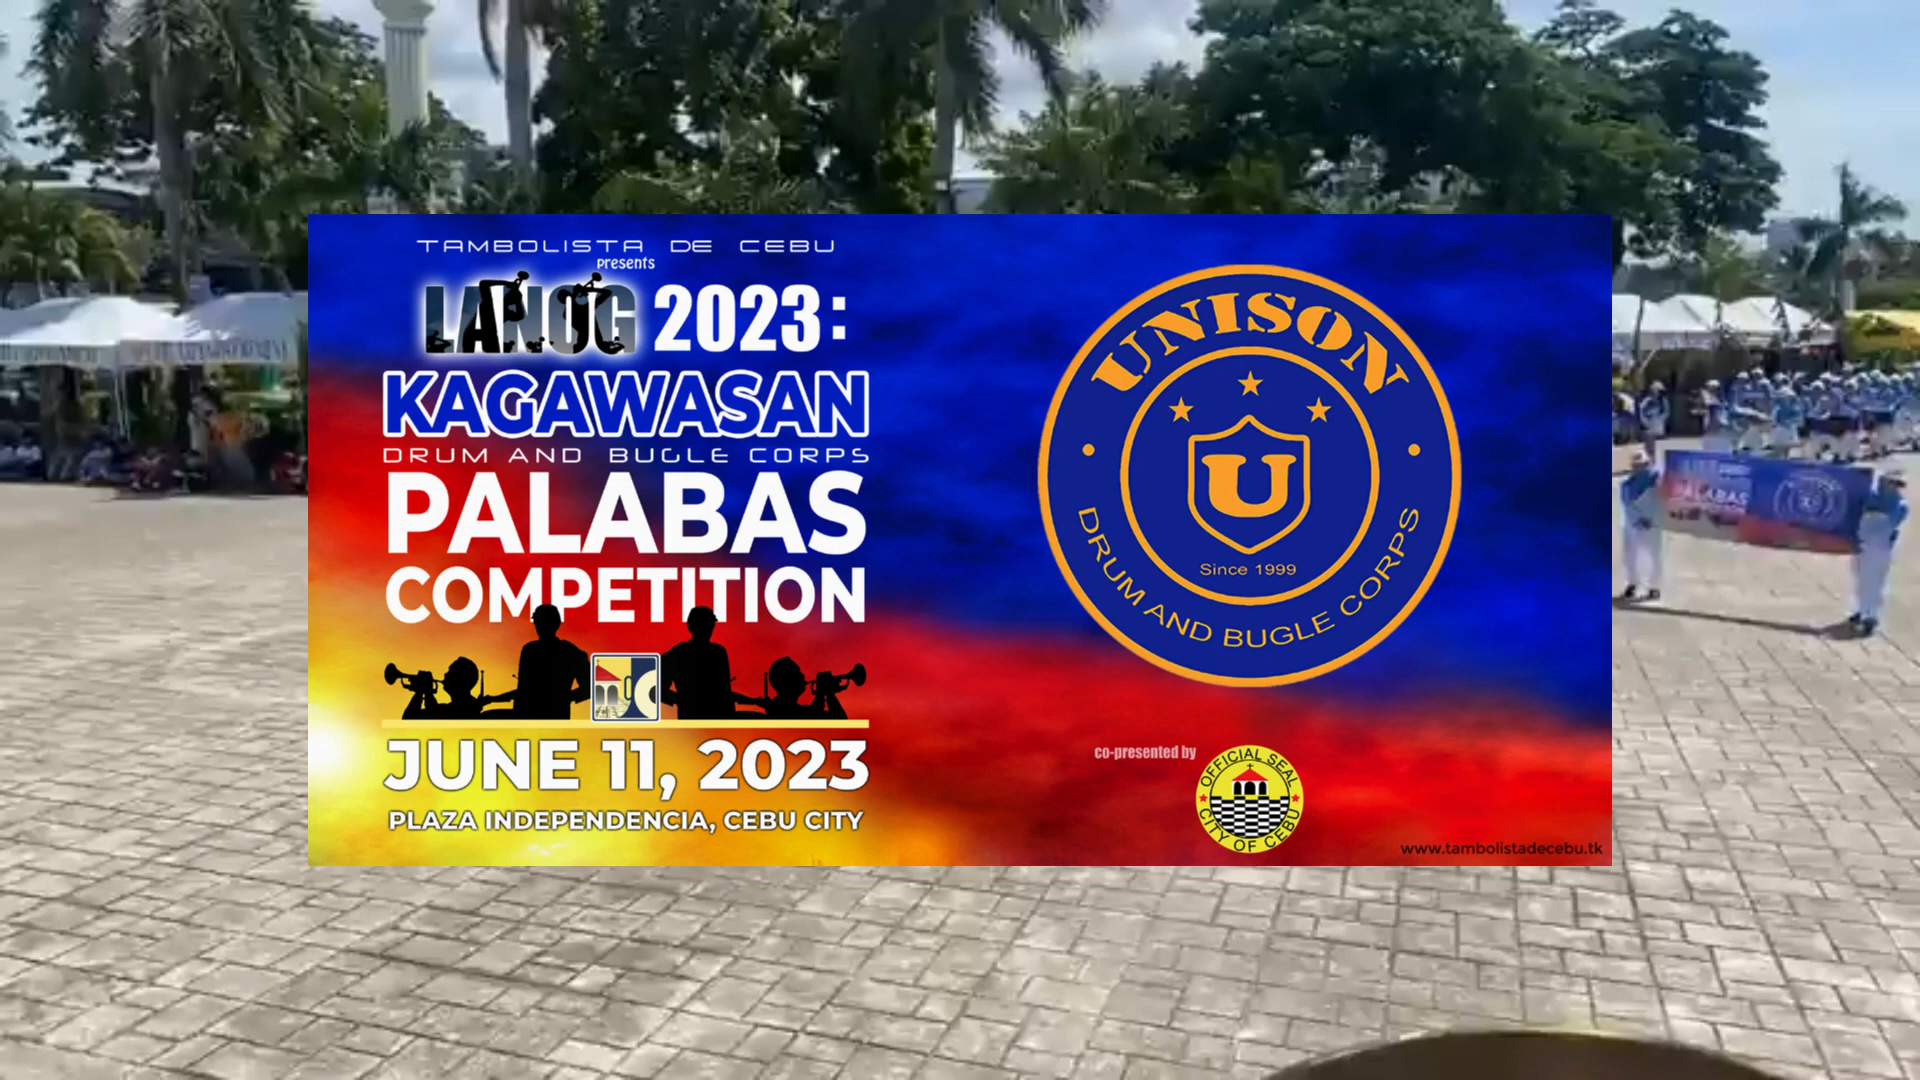 TAMBOLISTA DE CEBU
presents
LANOG 2023:
KAGAWASAN
DRUM AND BUGLE CORPS
PALABAS
COMPETITION
JUNE 11, 2023
PLAZA INDEPENDENCIA, CEBU CITY
UNISON
U
Since 1999
DRUM AND BUGLE CORPS
co-presented by
OFFICIAL SEAL
CITY OF CEBU
www.tambolistadecebu.tk
PALABAS